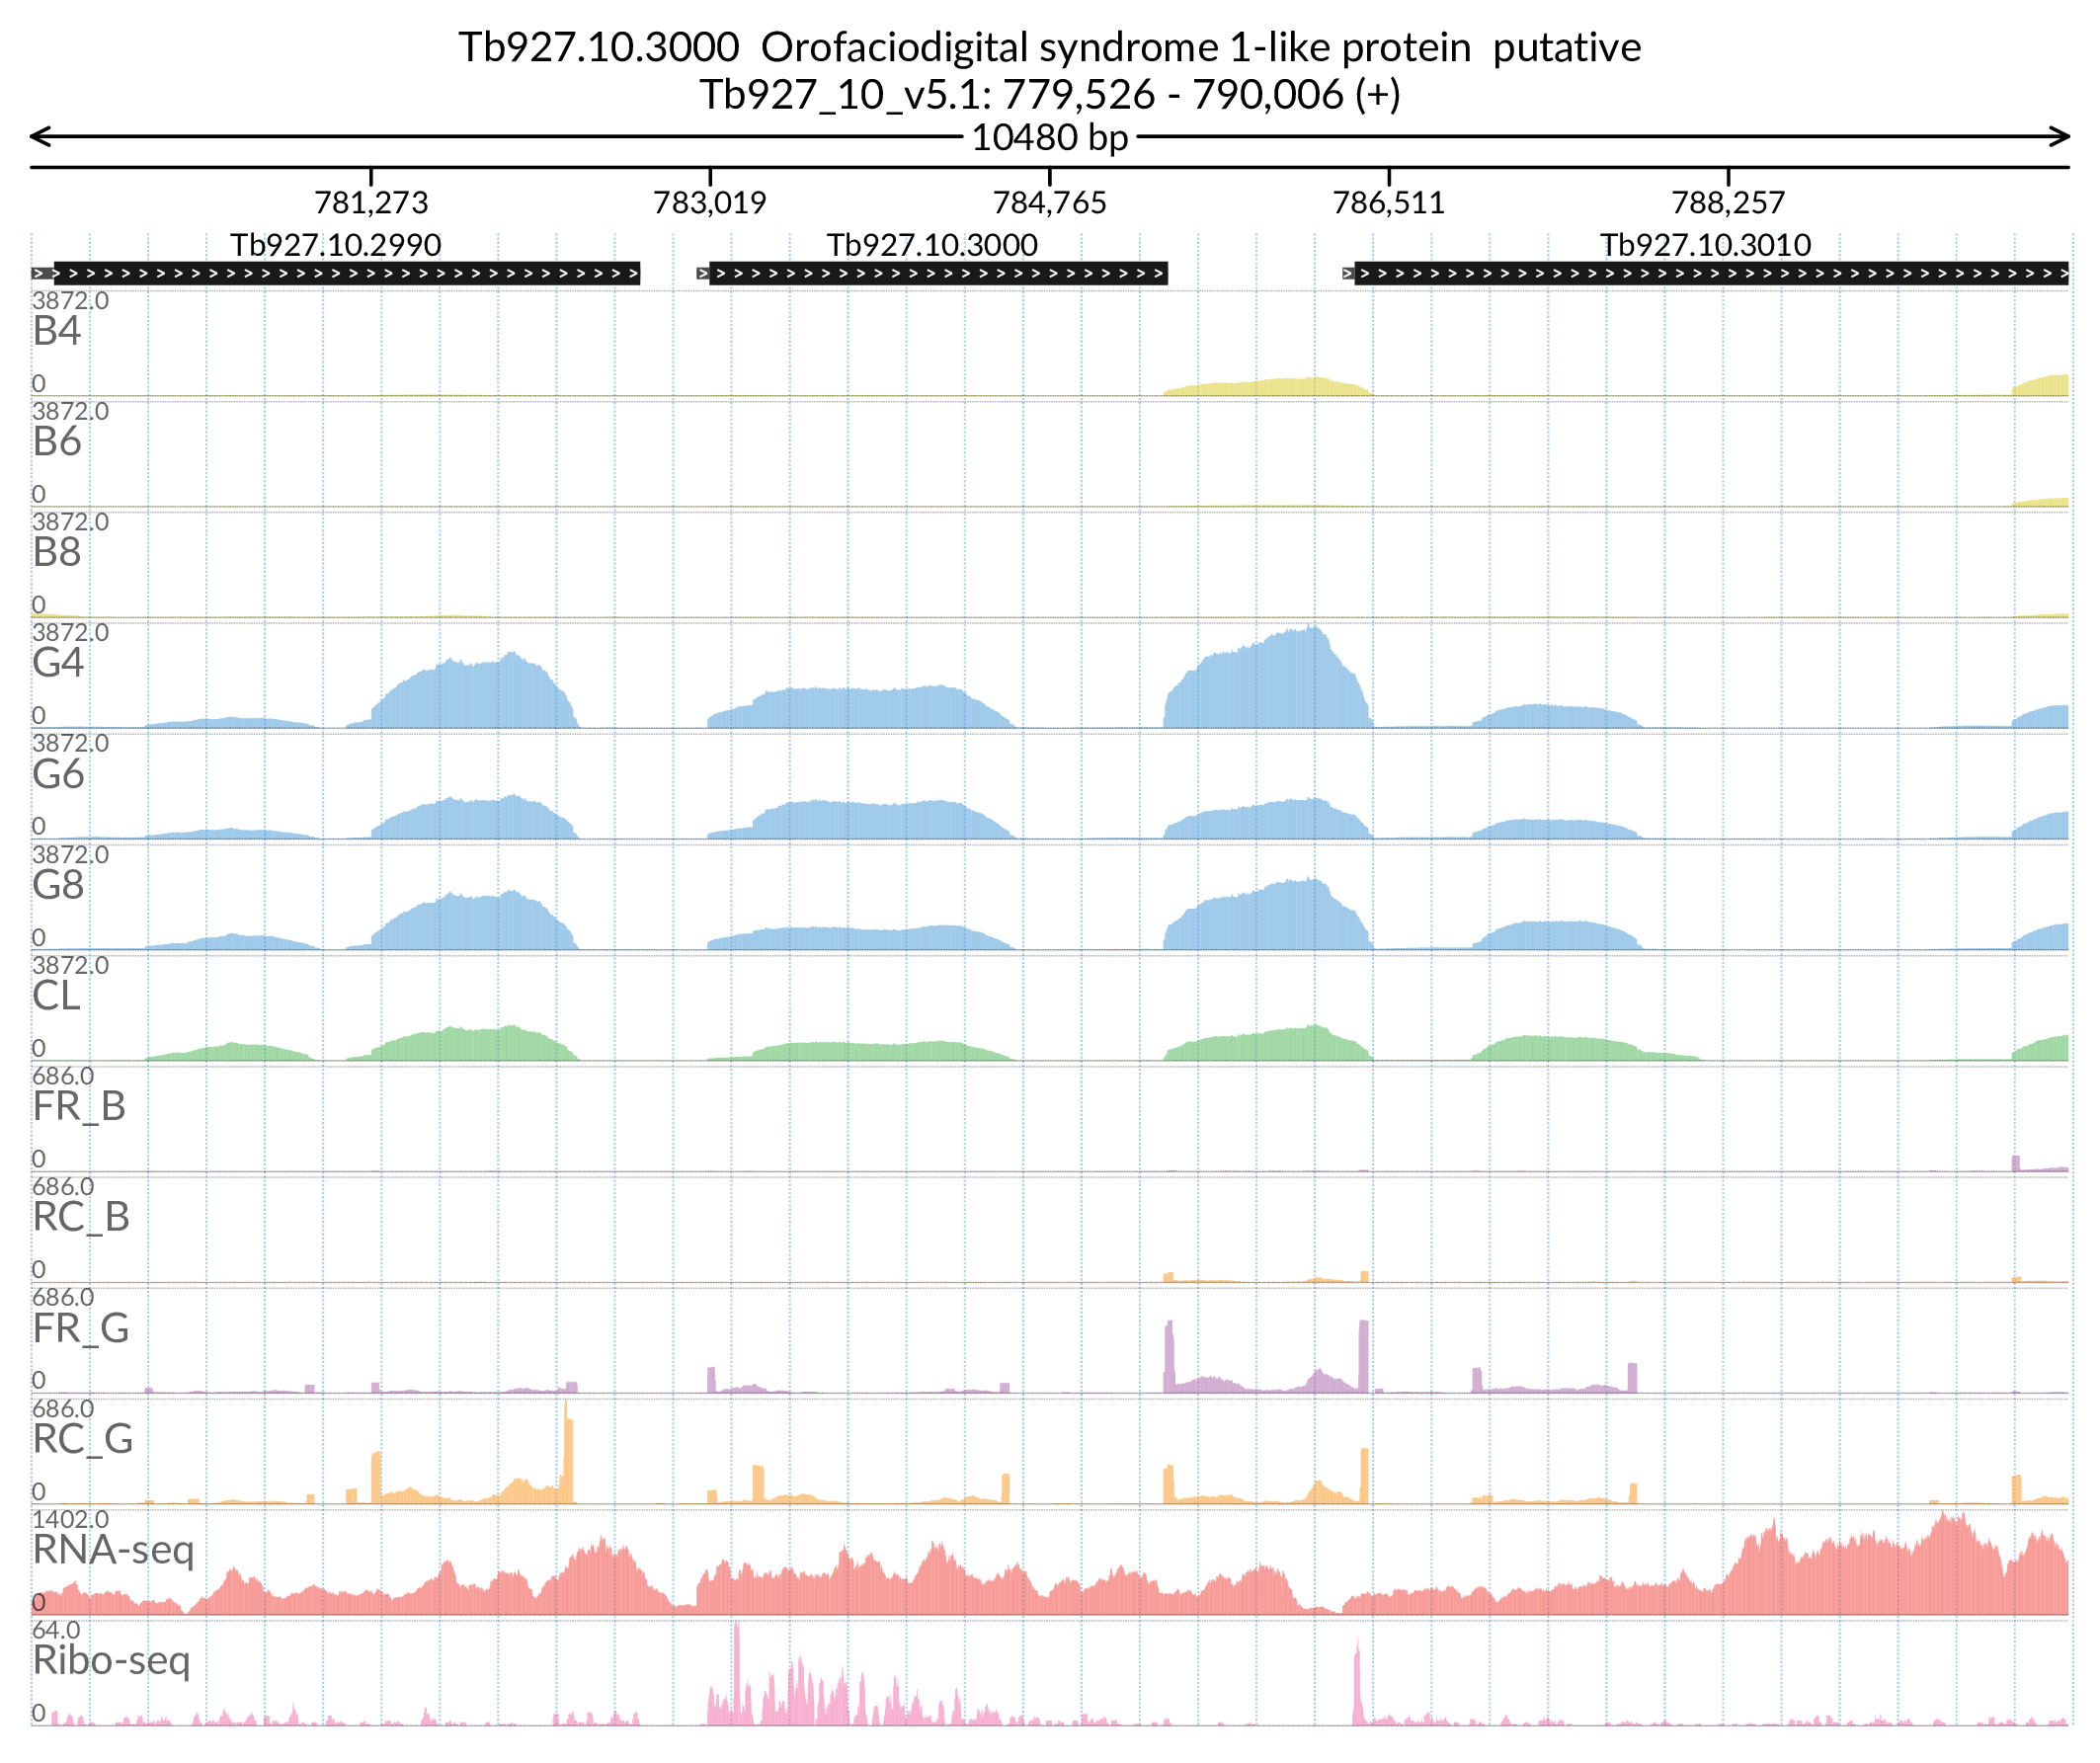 Tb927.10.3000 Orofaciodigital syndrome 1-like protein putative
Tb927_10_v5.1: 779,526 - 790,006 (+)
10480 bp
781,273 783,019 784,765 786,511 788,257
Tb927.10.2990 Tb927.10.3000 Tb927.10.3010
3872.0
B4
0
3872.0
B6
0
3872.0
B8
0
3872.0
G4
0
3872.0
G6
0
3872.0
G8
0
3872.0
CL
0
686.0
FR_B
0
686.0
RC_B
0
686.0
FR_G
0
686.0
RC_G
0
1402.0
RNA-seq
0
64.0
Ribo-seq
0